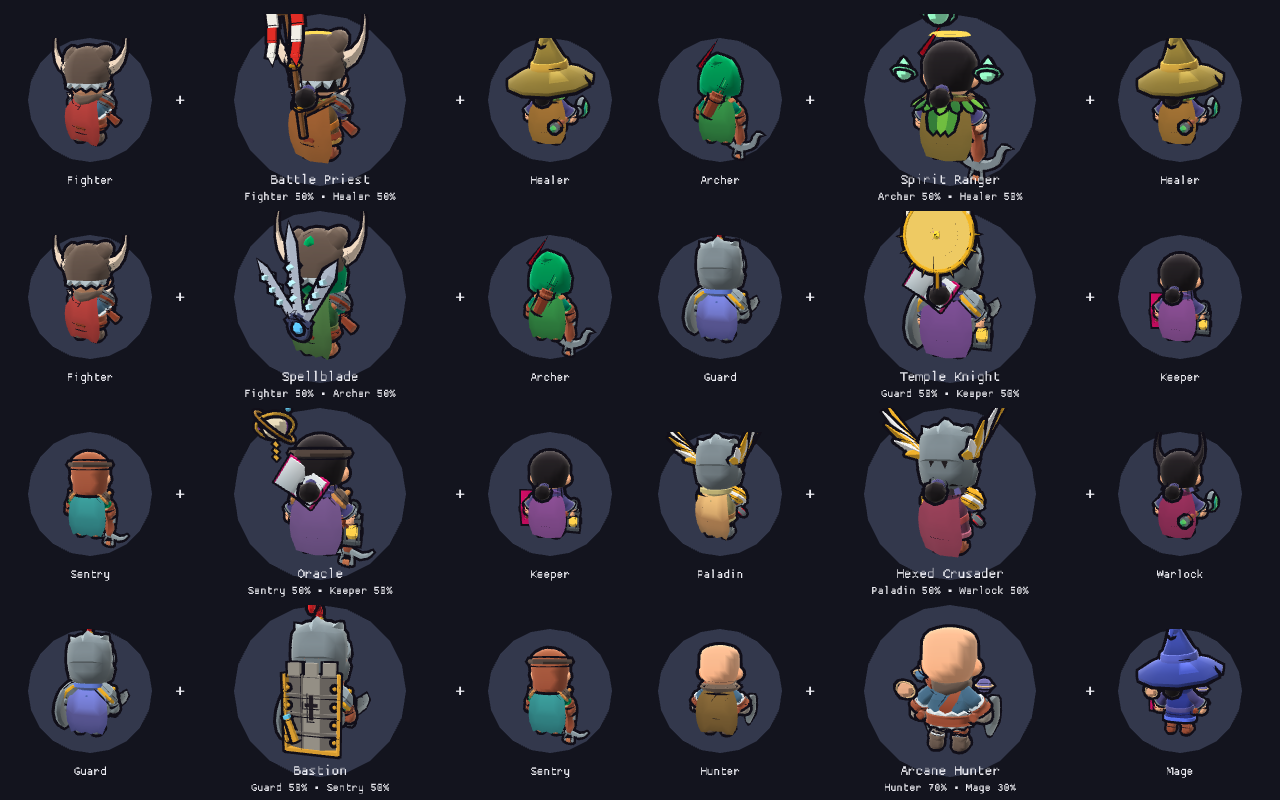 + + + +
Fighter Battle Priest Healer Archer Spirit Ranger Healer
Fighter 50% • Healer 50% Archer 50% • Healer 50%
+ + + +
Fighter Spellblade Archer Guard Temple Knight Keeper
Fighter 50% • Archer 50% Guard 50% • Keeper 50%
+ + + +
Sentry Oracle Keeper Paladin Hexed Crusader Warlock
Sentry 50% • Keeper 50% Paladin 50% • Warlock 50%
+ + + +
Guard Bastion Sentry Hunter Arcane Hunter Mage
Guard 50% • Sentry 50% Hunter 70% • Mage 30%